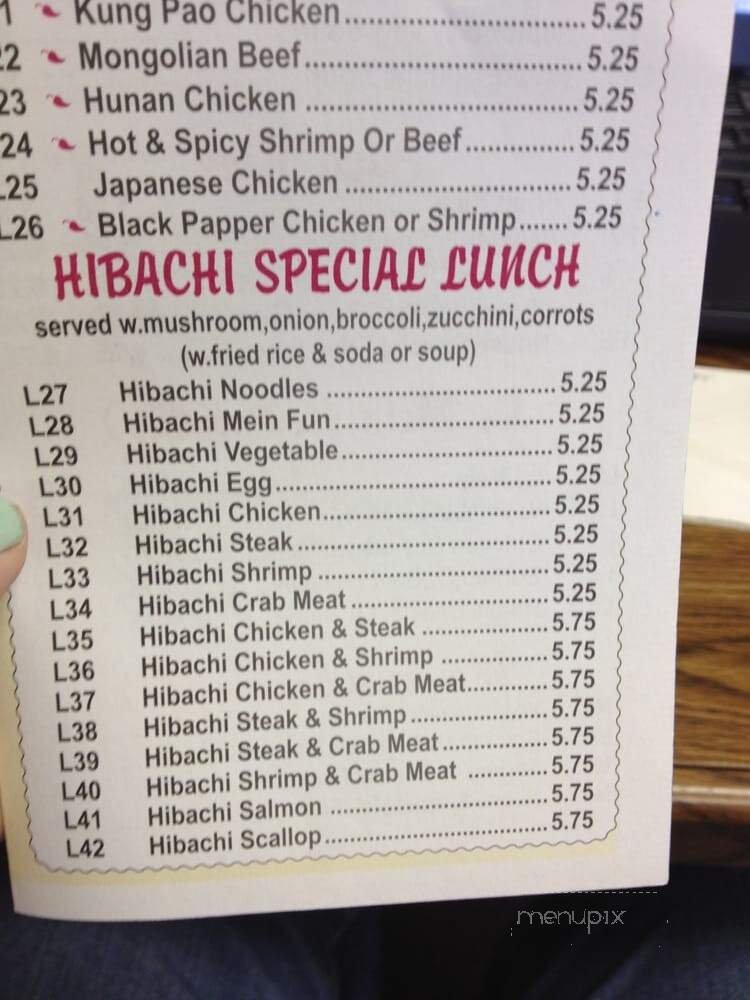 1 Kung Pao Chicken..............................5.25
22 Mongolian Beef..................................5.25
23 Hunan Chicken .................................5.25
24 Hot & Spicy Shrimp Or Beef.............5.25
L25 Japanese Chicken ............................5.25
L26 Black Papper Chicken or Shrimp.......5.25
HIBACHI SPECIAL LUNCH
served w.mushroom,onion,broccoli,zucchini,corrots
(w.fried rice & soda or soup)
L27 Hibachi Noodles ................................5.25
L28 Hibachi Mein Fun...............................5.25
L29 Hibachi Vegetable..............................5.25
L30 Hibachi Egg.......................................5.25
L31 Hibachi Chicken.................................5.25
L32 Hibachi Steak....................................5.25
L33 Hibachi Shrimp .................................5.25
L34 Hibachi Crab Meat ............................5.25
L35 Hibachi Chicken & Steak ..................5.75
L36 Hibachi Chicken & Shrimp ...............5.75
L37 Hibachi Chicken & Crab Meat...........5.75
L38 Hibachi Steak & Shrimp...................5.75
L39 Hibachi Steak & Crab Meat..............5.75
L40 Hibachi Shrimp & Crab Meat ...........5.75
L41 Hibachi Salmon ...............................5.75
L42 Hibachi Scallop................................5.75
menupix